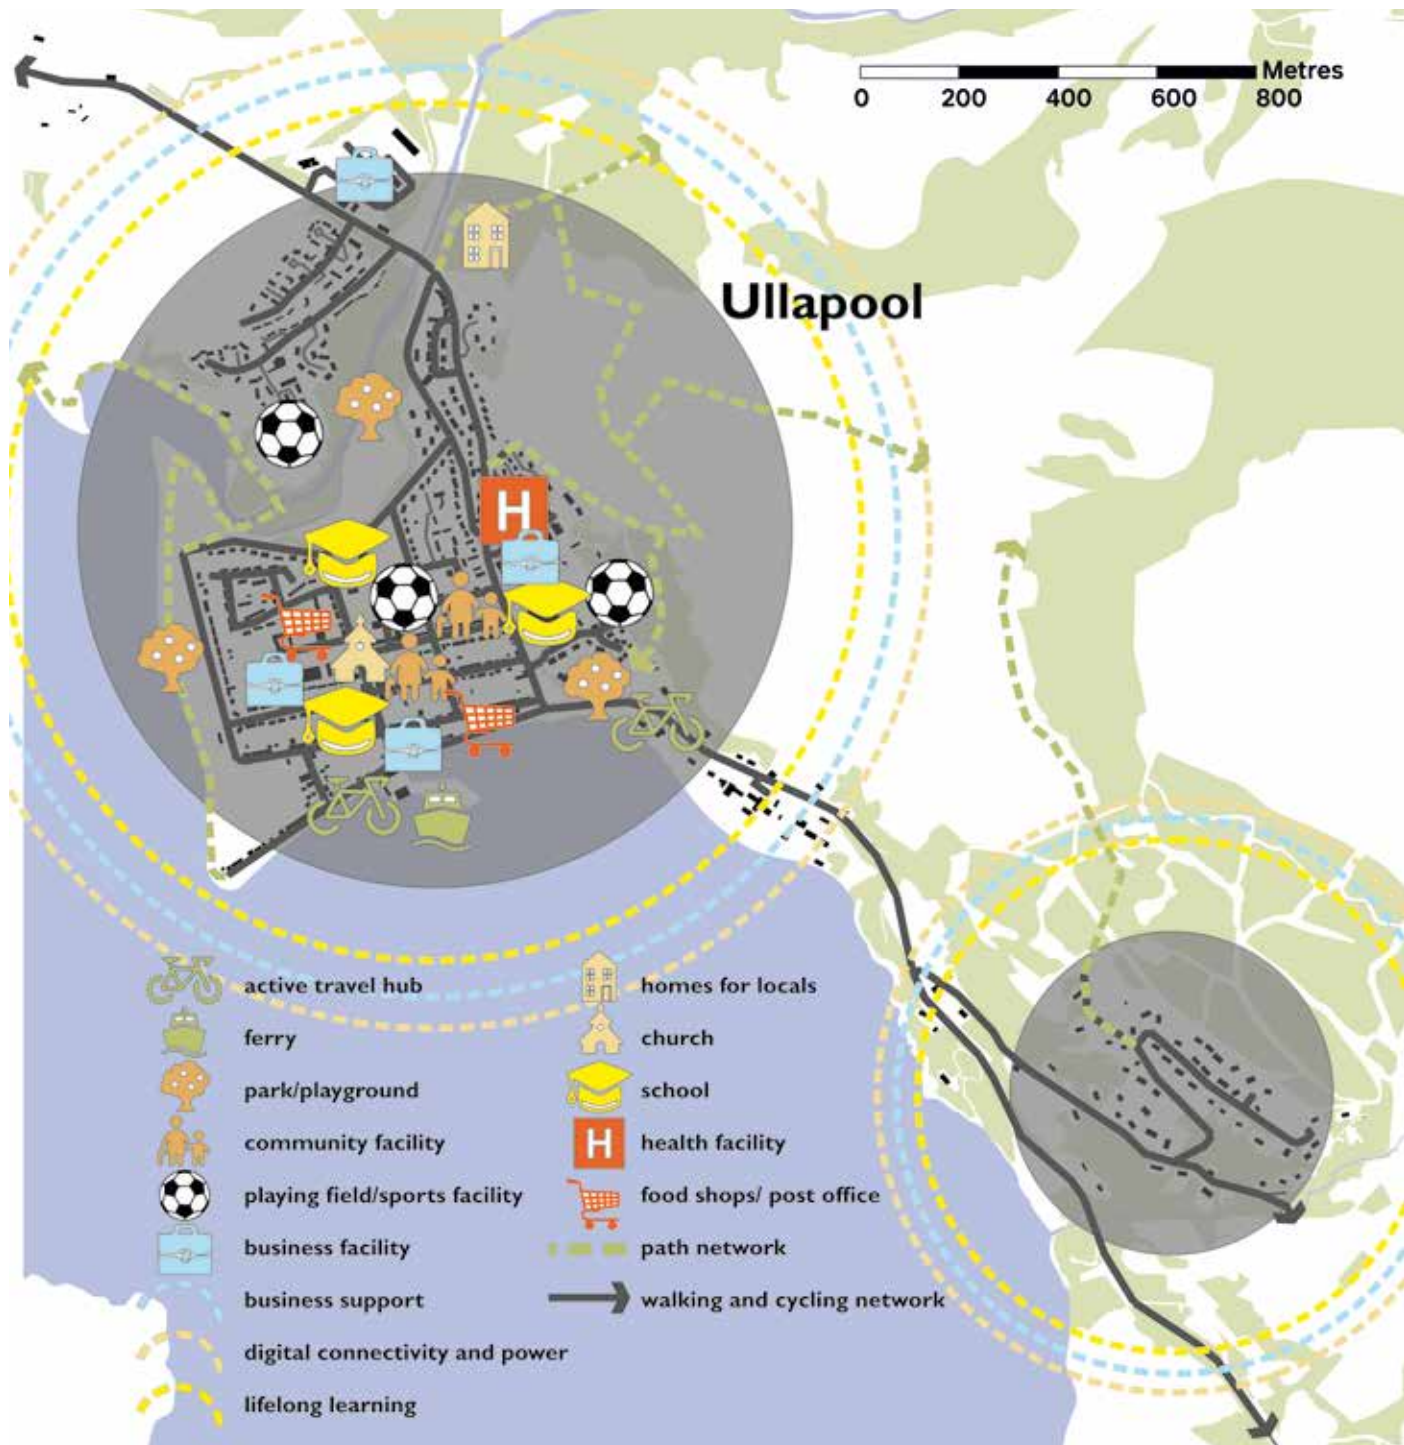 Metres
0 200 400 600 800
Ullapool
H
active travel hub
ferry
park/playground
community facility
playing field/sports facility
business facility
business support
digital connectivity and power
lifelong learning
homes for locals
church
school
H health facility
food shops/ post office
path network
walking and cycling network